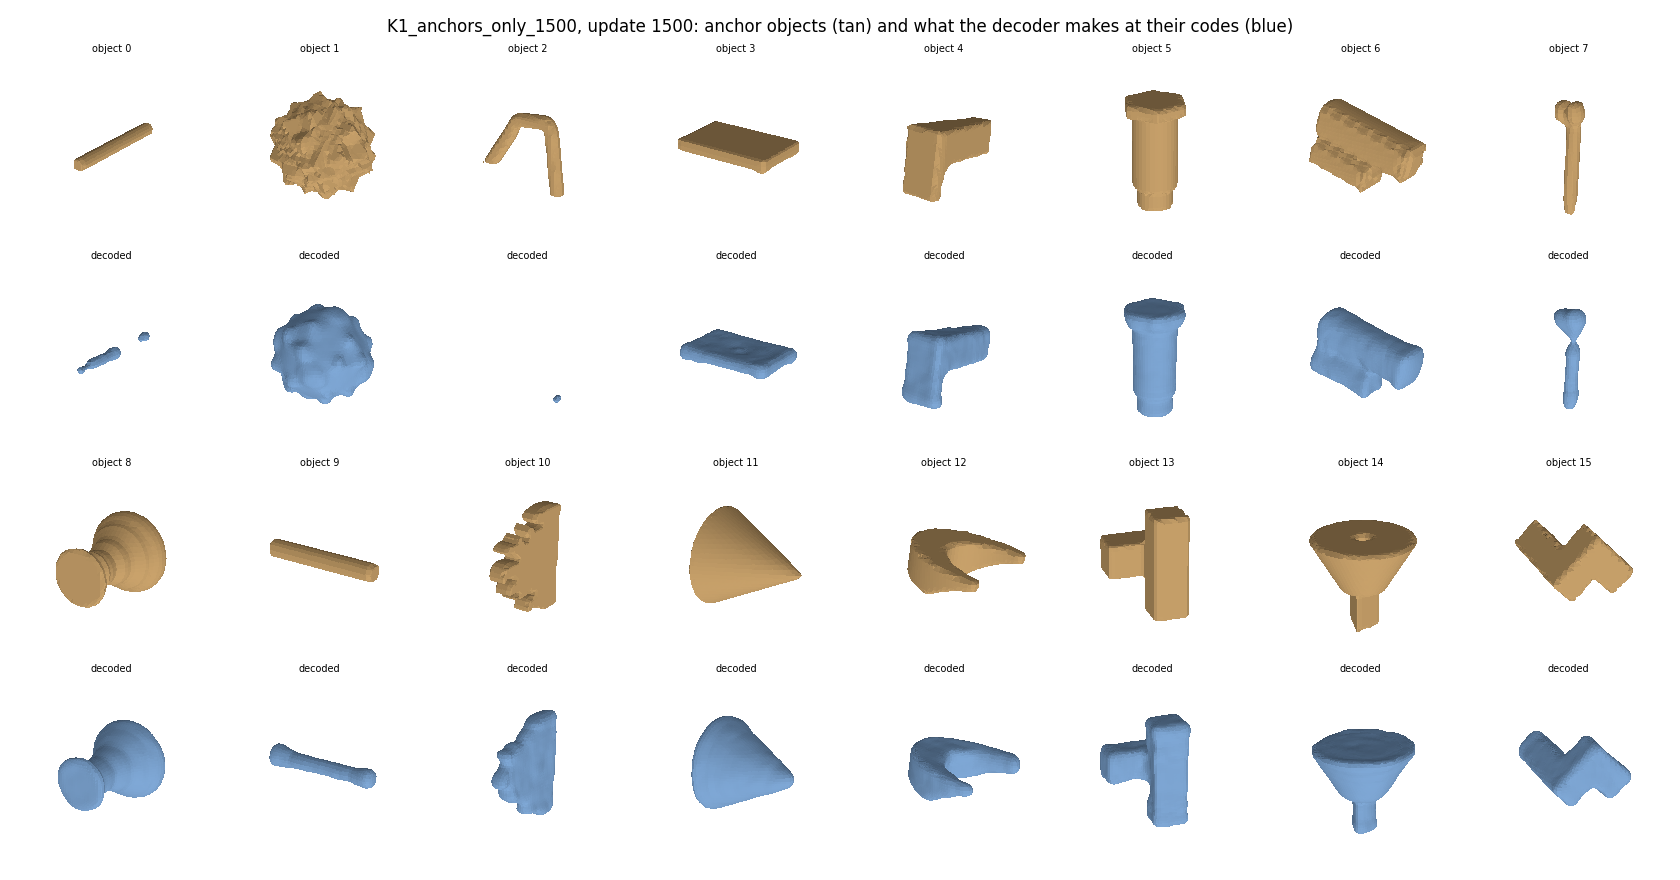 K1_anchors_only_1500, update 1500: anchor objects (tan) and what the decoder makes at their codes (blue)
object 0 object 1 object 2 object 3 object 4 object 5 object 6 object 7
decoded decoded decoded decoded decoded decoded decoded decoded
object 8 object 9 object 10 object 11 object 12 object 13 object 14 object 15
decoded decoded decoded decoded decoded decoded decoded decoded